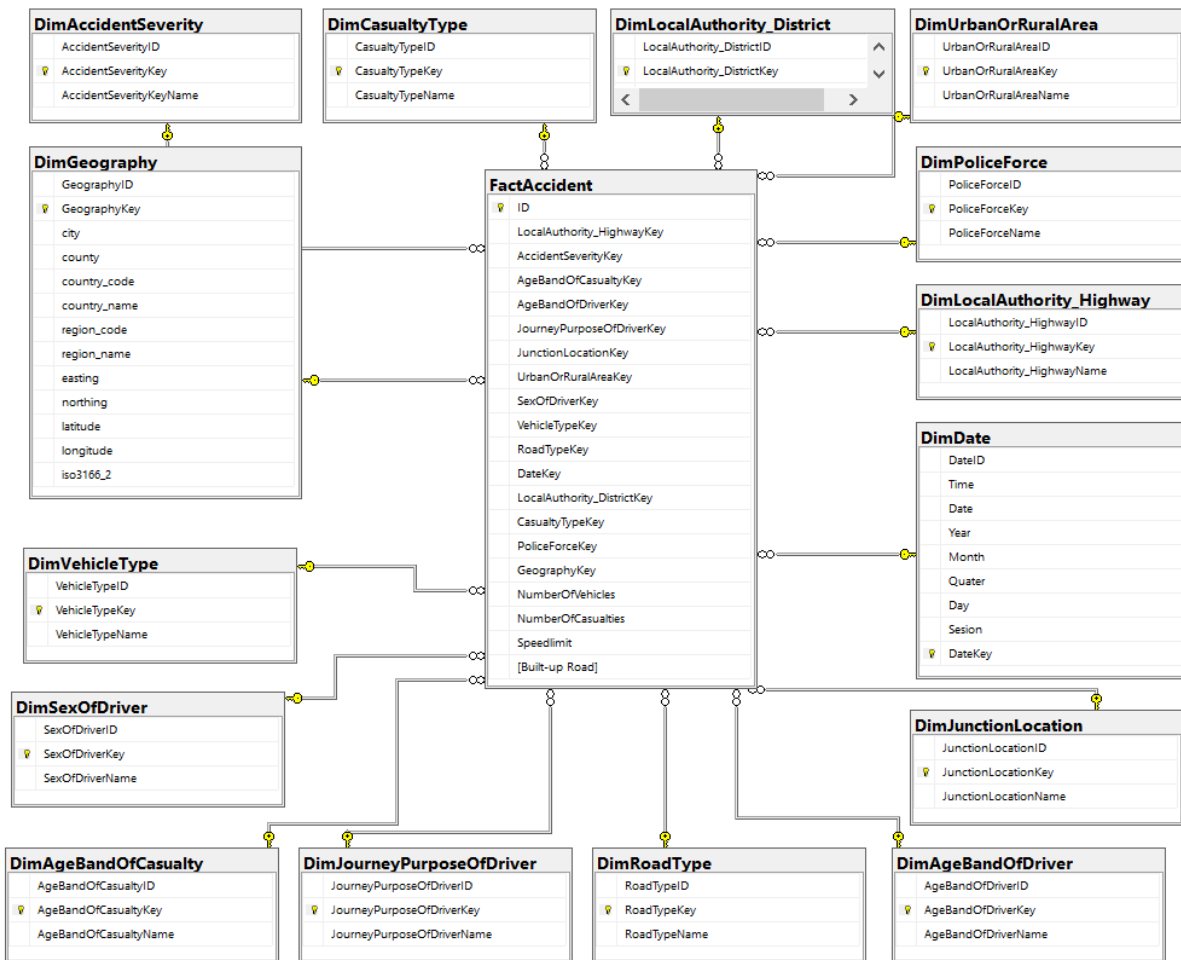 DimAccidentSeverity
AccidentSeverityID
AccidentSeverityKey
AccidentSeverityKeyName
DimCasualtyType
CasualtyTypeID
CasualtyTypeKey
CasualtyTypeName
DimLocalAuthority_District
LocalAuthority_DistrictID
LocalAuthority_DistrictKey
DimUrbanOrRuralArea
UrbanOrRuralAreaID
UrbanOrRuralAreaKey
UrbanOrRuralAreaName
DimGeography
GeographyID
GeographyKey
city
county
country_code
country_name
region_code
region_name
easting
northing
latitude
longitude
iso3166_2
FactAccident
ID
LocalAuthority_HighwayKey
AccidentSeverityKey
AgeBandOfCasualtyKey
AgeBandOfDriverKey
JourneyPurposeOfDriverKey
JunctionLocationKey
UrbanOrRuralAreaKey
SexOfDriverKey
VehicleTypeKey
RoadTypeKey
DateKey
LocalAuthority_DistrictKey
CasualtyTypeKey
PoliceForceKey
GeographyKey
NumberOfVehicles
NumberOfCasualties
Speedlimit
[Built-up Road]
DimPoliceForce
PoliceForceID
PoliceForceKey
PoliceForceName
DimLocalAuthority_Highway
LocalAuthority_HighwayID
LocalAuthority_HighwayKey
LocalAuthority_HighwayName
DimDate
DateID
Time
Date
Year
Month
Quater
Day
Sesion
DateKey
DimVehicleType
VehicleTypeID
VehicleTypeKey
VehicleTypeName
DimSexOfDriver
SexOfDriverID
SexOfDriverKey
SexOfDriverName
DimJunctionLocation
JunctionLocationID
JunctionLocationKey
JunctionLocationName
DimAgeBandOfCasualty
AgeBandOfCasualtyID
AgeBandOfCasualtyKey
AgeBandOfCasualtyName
DimJourneyPurposeOfDriver
JourneyPurposeOfDriverID
JourneyPurposeOfDriverKey
JourneyPurposeOfDriverName
DimRoadType
RoadTypeID
RoadTypeKey
RoadTypeName
DimAgeBandOfDriver
AgeBandOfDriverID
AgeBandOfDriverKey
AgeBandOfDriverName